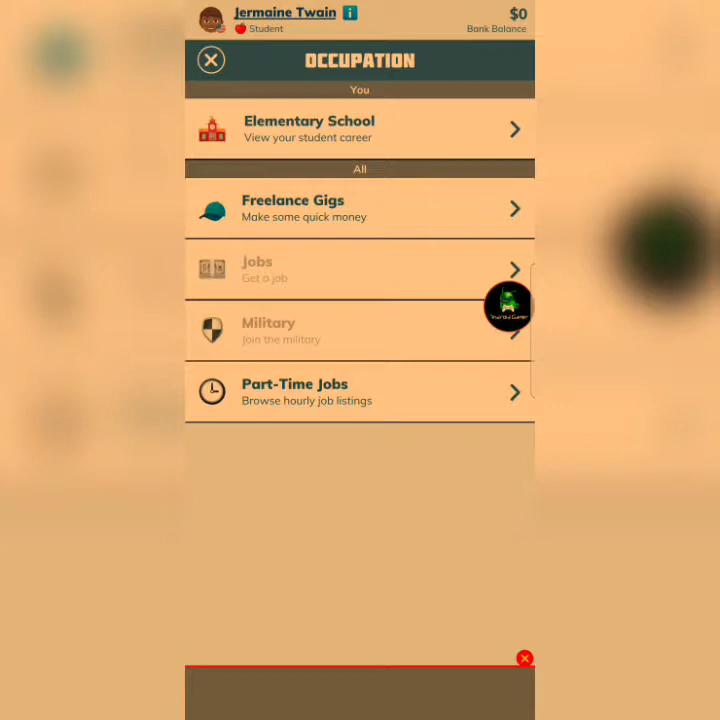 Jermaine Twain i
Student
$0
Bank Balance
OCCUPATION
You
Elementary School
View your student career
All
Freelance Gigs
Make some quick money
Jobs
Get a job
Military
Join the military
Part-Time Jobs
Browse hourly job listings